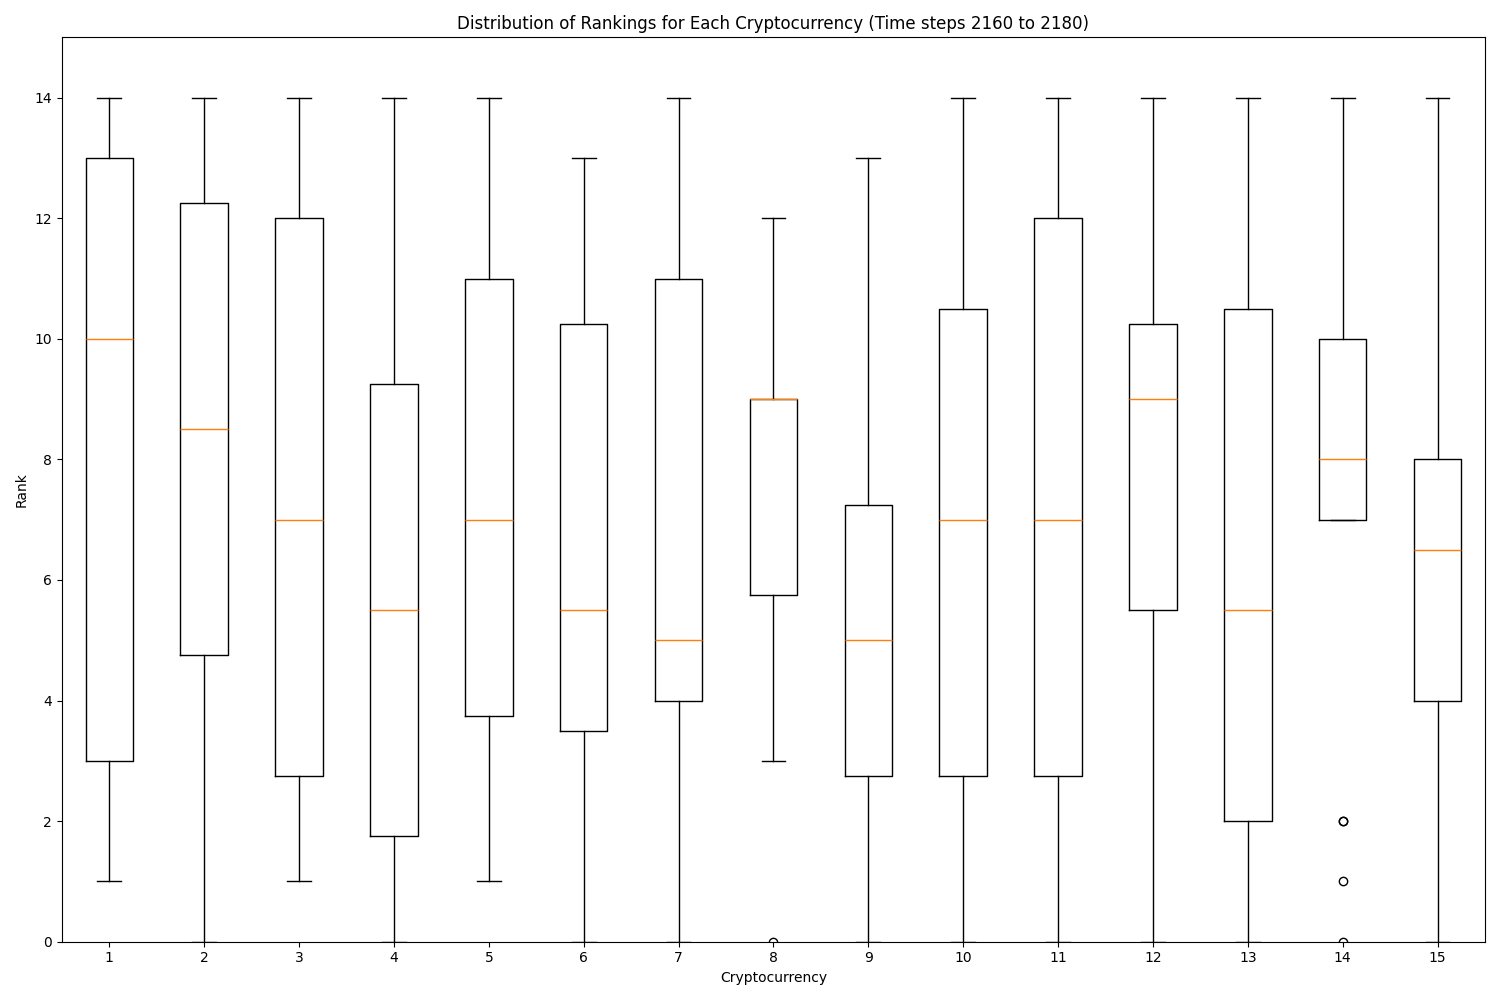 Distribution of Rankings for Each Cryptocurrency (Time steps 2160 to 2180)
14
12
10
8
6
4
2
0
Rank
1 2 3 4 5 6 7 8 9 10 11 12 13 14 15
Cryptocurrency